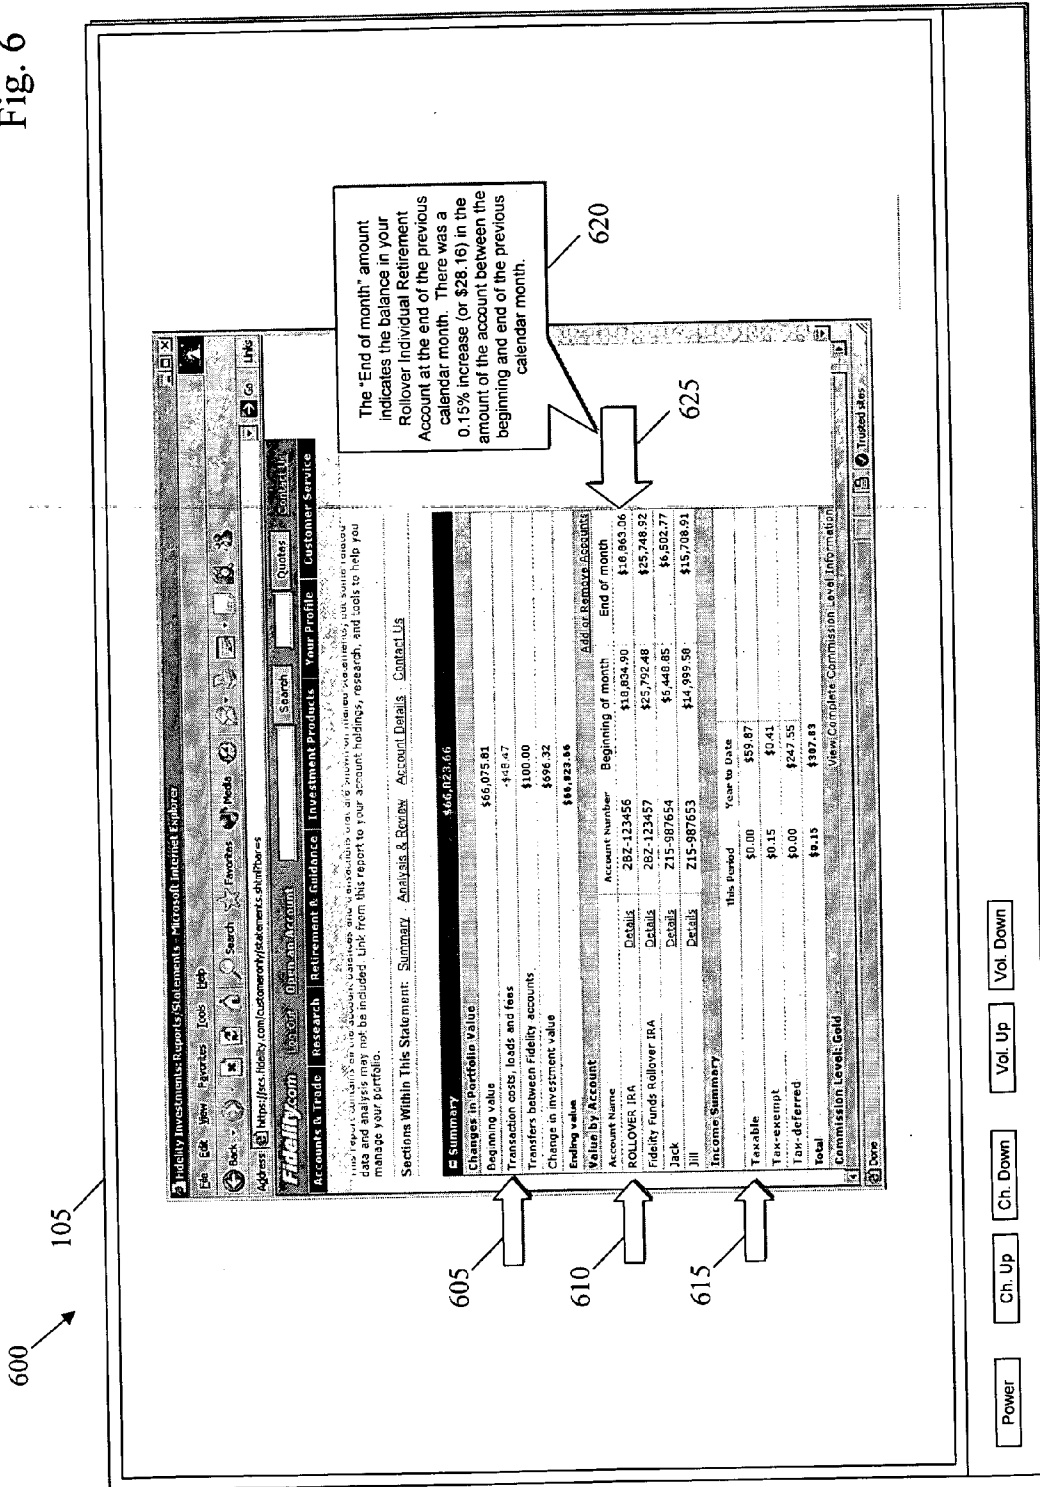 Fig. 6
600
105
Fidelity Investments: Reports/Statements - Microsoft Internet Explorer
File Edit View Favorites Tools Help
Back Search Favorites Media
Address https://scs.fidelity.com/customeronly/statements.shtml?bar=s Go Links
Fidelity.com Log Out Open an Account Search Quotes Contact Us
Accounts & Trade Research Retirement & Guidance Investment Products Your Profile Customer Service
data and analysis may not be included. Link from this report to your account holdings, research, and tools to help you
manage your portfolio.
Sections Within This Statement: Summary Analysis & Review Account Details Contact Us
Summary $66,823.66
Changes in Portfolio Value
Beginning value $66,075.81
Transaction costs, loads and fees -$48.47
Transfers between Fidelity accounts $100.00
Change in investment value $696.32
Ending value $66,823.66
Value by Account Add or Remove Accounts
Account Name Account Number Beginning of month End of month
ROLLOVER IRA Details 2BZ-123456 $18,834.90 $18,863.06
Fidelity Funds Rollover IRA Details 2BZ-123457 $25,792.48 $25,748.92
Jack Details Z15-987654 $6,448.85 $6,502.77
Jill Details Z15-987653 $14,999.58 $15,708.91
Income Summary This Period Year to Date
Taxable $0.00 $59.87
Tax-exempt $0.15 $0.41
Tax-deferred $0.00 $247.55
Total $0.15 $307.83
Commission Level: Gold View Complete Commission Level Information
Done Trusted sites
605
610
615
The "End of month" amount
indicates the balance in your
Rollover Individual Retirement
Account at the end of the previous
calendar month. There was a
0.15% increase (or $28.16) in the
amount of the account between the
beginning and end of the previous
calendar month.
620
625
Power
Ch. Up
Ch. Down
Vol. Up
Vol. Down